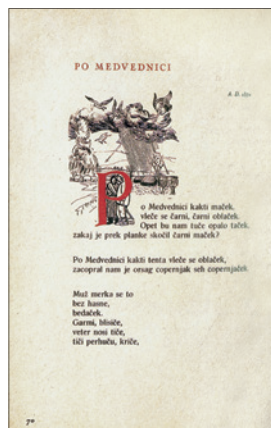 PO MEDVEDNICI
A. D.
Po Medvednici kakti maček.
vleče se čarni, čarni oblaček.
Opet bu nam tuče opalo taček.
zakaj je prek planke skočil čarni maček?
Po Medvednici kakti tenta vleče se oblaček,
zacopral nam je orsag copernjak seh copernjaček.
Muž merka se to
bez hasne,
bedaček.
Garmi, blisiče,
veter nosi tiče,
tiči perhuču, kriče,
70